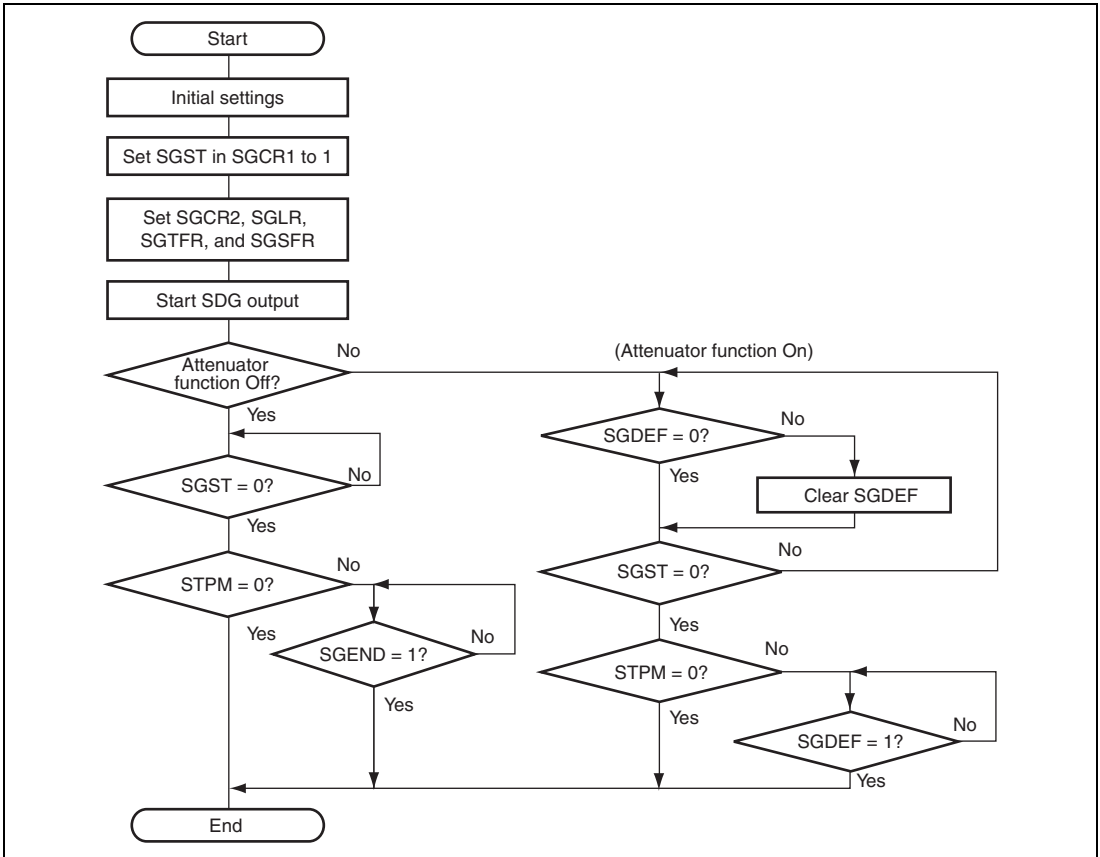 Start
Initial settings
Set SGST in SGCR1 to 1
Set SGCR2, SGLR,
SGTFR, and SGSFR
Start SDG output
Attenuator
function Off?
No
Yes
SGST = 0?
No
Yes
STPM = 0?
No
Yes
SGEND = 1?
No
Yes
(Attenuator function On)
SGDEF = 0?
No
Yes
Clear SGDEF
SGST = 0?
No
Yes
STPM = 0?
No
Yes
SGDEF = 1?
No
Yes
End